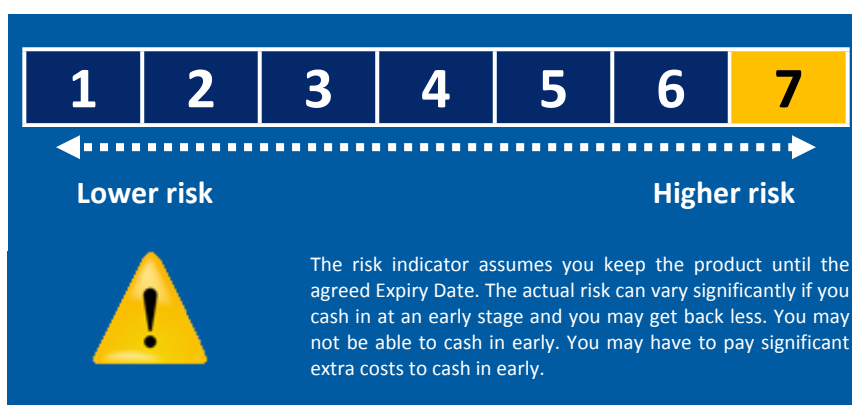 1 2 3 4 5 6 7
Lower risk Higher risk
The risk indicator assumes you keep the product until the
agreed Expiry Date. The actual risk can vary significantly if you
cash in at an early stage and you may get back less. You may
not be able to cash in early. You may have to pay significant
extra costs to cash in early.